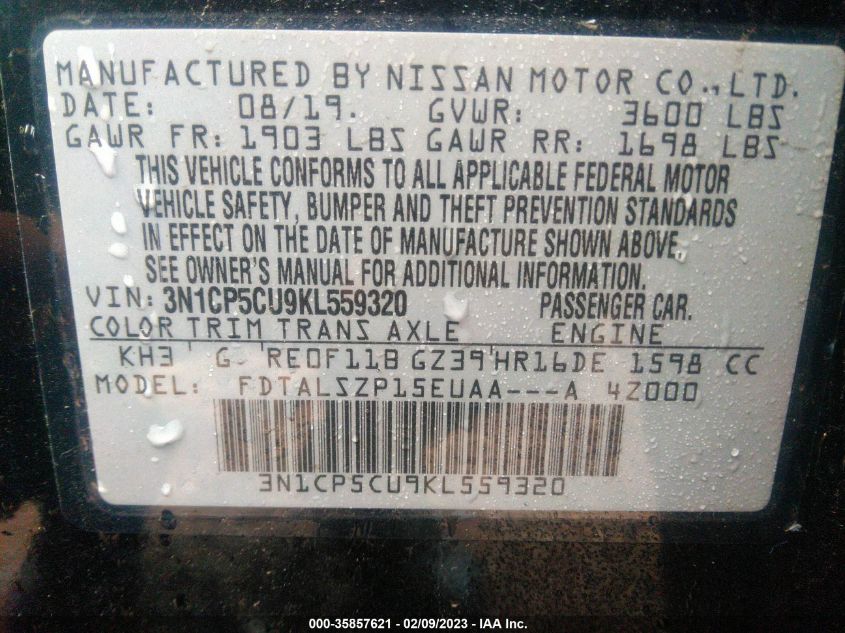 MANUFACTURED BY NISSAN MOTOR CO., LTD.
DATE: 08/19. GVWR: 3600 LBS
GAWR FR: 1903 LBS GAWR RR: 1698 LBS
THIS VEHICLE CONFORMS TO ALL APPLICABLE FEDERAL MOTOR
VEHICLE SAFETY, BUMPER AND THEFT PREVENTION STANDARDS
IN EFFECT ON THE DATE OF MANUFACTURE SHOWN ABOVE.
SEE OWNER'S MANUAL FOR ADDITIONAL INFORMATION.
VIN: 3N1CP5CU9KL559320 PASSENGER CAR.
COLOR TRIM TRANS AXLE ENGINE
KH3 G RE0F11B GZ39 HR16DE 1598 CC
MODEL: FDTALSZP15EUAA---A 4Z000
3N1CP5CU9KL559320
000-35857621 - 02/09/2023 - IAA Inc.